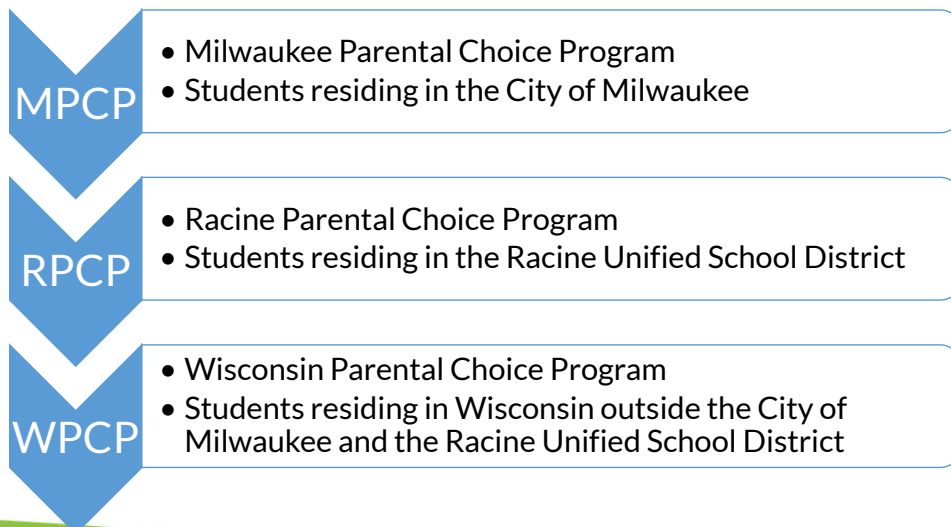 MPCP
• Milwaukee Parental Choice Program
• Students residing in the City of Milwaukee
RPCP
• Racine Parental Choice Program
• Students residing in the Racine Unified School District
WPCP
• Wisconsin Parental Choice Program
• Students residing in Wisconsin outside the City of
Milwaukee and the Racine Unified School District